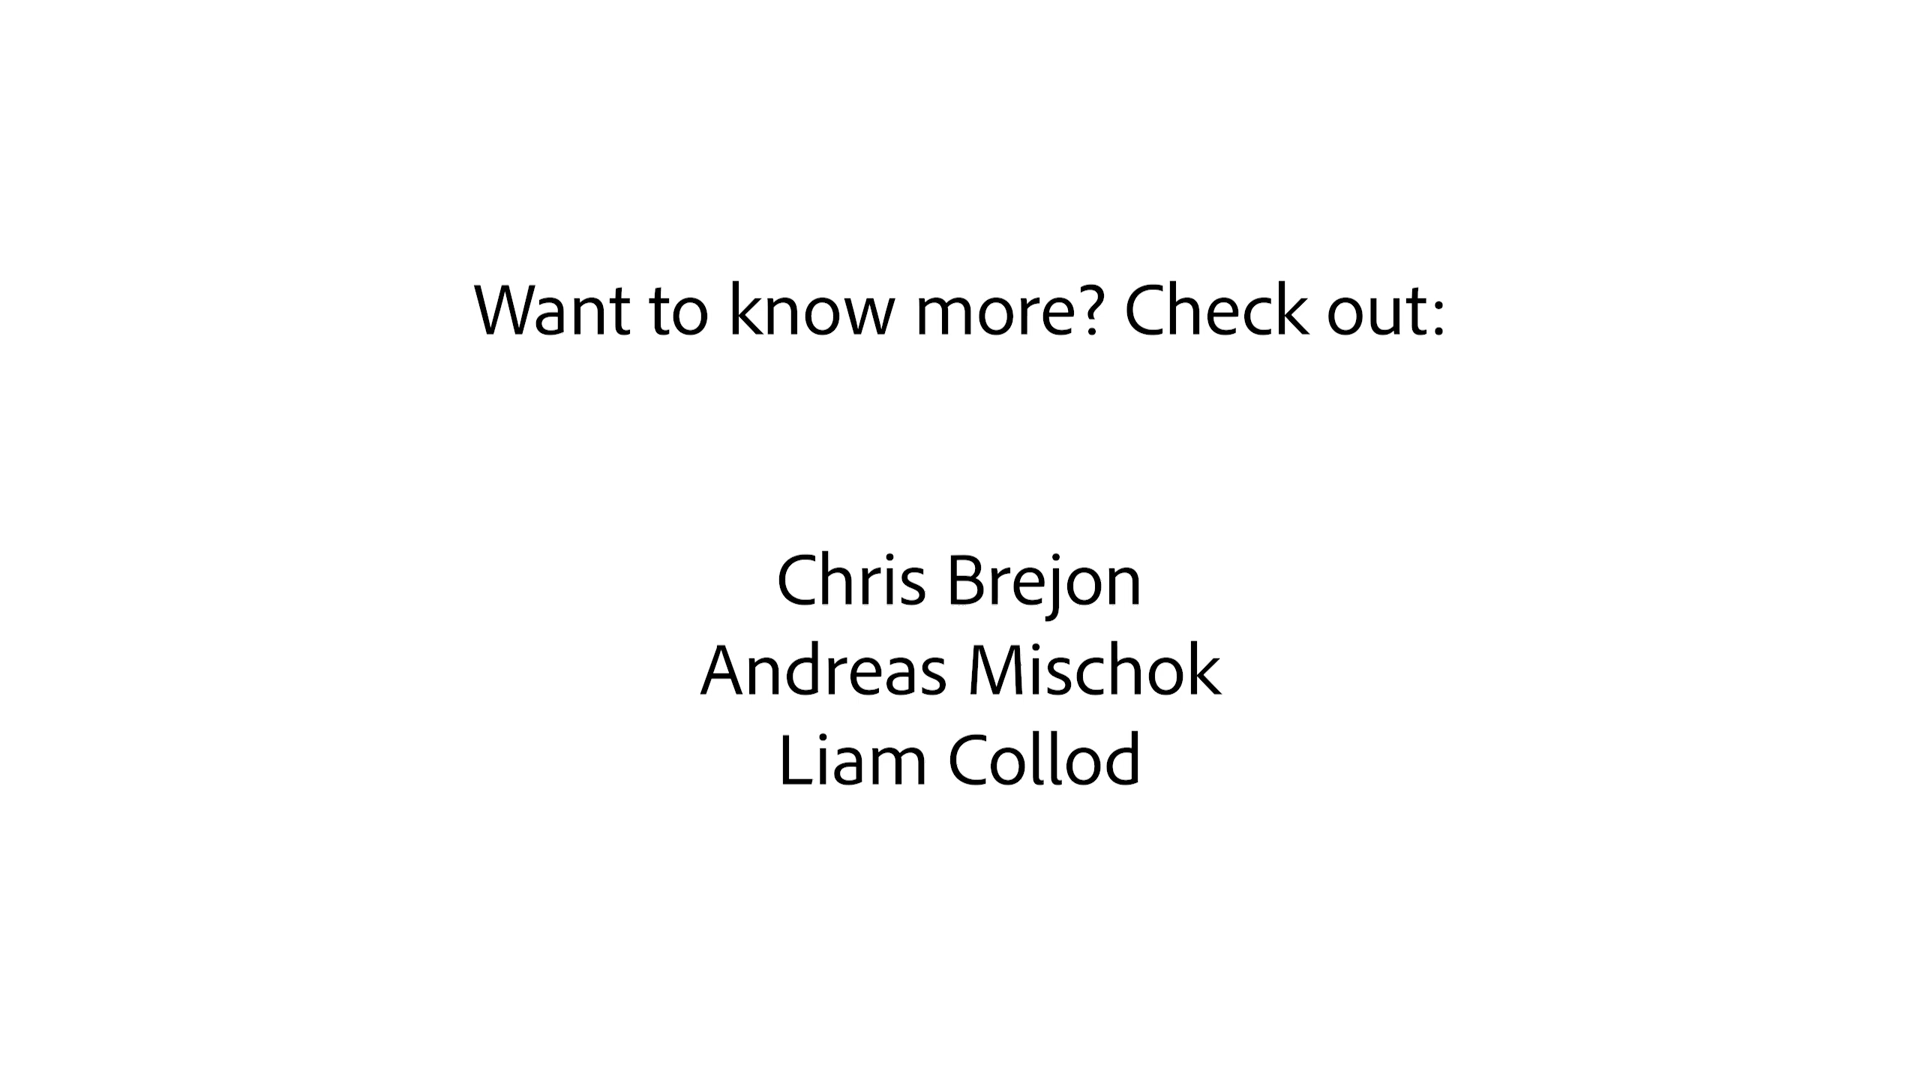 Want to know more? Check out:
Chris Brejon
Andreas Mischok
Liam Collod